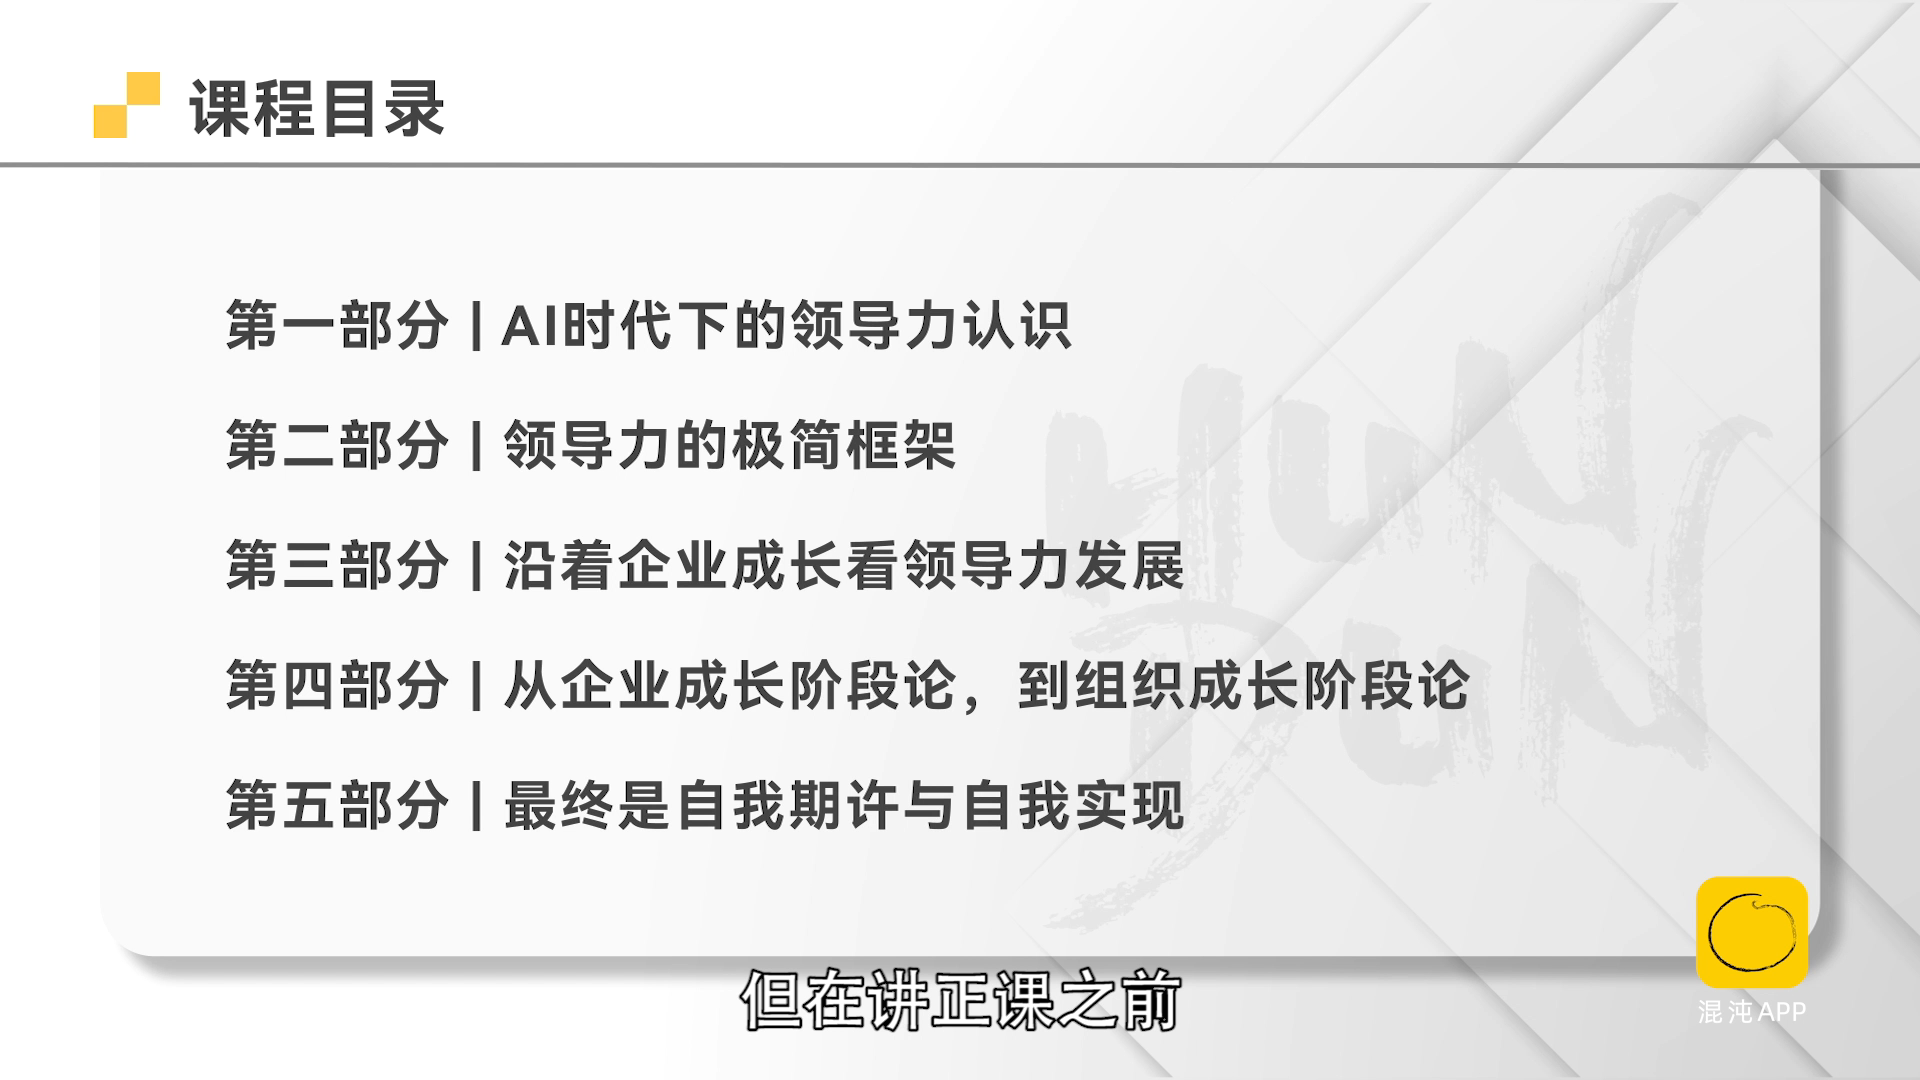 课程目录
第一部分 | AI时代下的领导力认识
第二部分 | 领导力的极简框架
第三部分 | 沿着企业成长看领导力发展
第四部分 | 从企业成长阶段论，到组织成长阶段论
第五部分 | 最终是自我期许与自我实现
HUN
DUN
但在讲正课之前
混沌APP